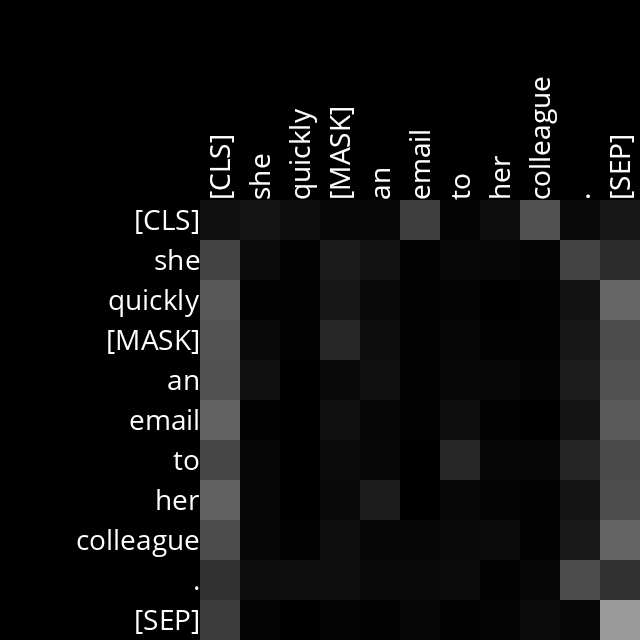 [CLS] she quickly [MASK] an email to her colleague . [SEP]
[CLS]
she
quickly
[MASK]
an
email
to
her
colleague
.
[SEP]